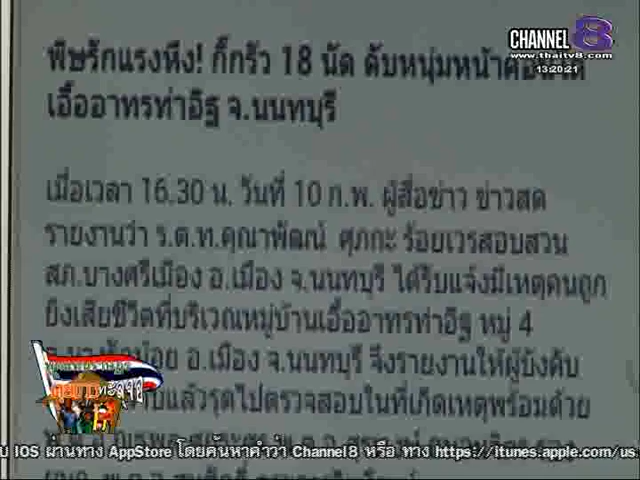 CHANNEL 8
www.thaitv8.com
13:20:21
พิษรักแรงหึง! กิ๊กรัว 18 นัด ดับหนุ่มหน้า
เอื้ออาทรท่าอิฐ จ.นนทบุรี
เมื่อเวลา 16.30 น. วันที่ 10 ก.พ. ผู้สื่อข่าว ข่าวสด
รายงานว่า ร.ต.ท.คุณาพัฒณ์ ศุภกะ ร้อยเวรสอบสวน
สภ.บางศรีเมือง อ.เมือง จ.นนทบุรี ได้รับแจ้งมีเหตุคนถูก
ยิงเสียชีวิตที่บริเวณหมู่บ้านเอื้ออาทรท่าอิฐ หมู่ 4
อ.เมือง จ.นนทบุรี จึงรายงานให้ผู้บังคับ
แล้วรุดไปตรวจสอบในที่เกิดเหตุพร้อมด้วย
IOS ผ่านทาง AppStore โดยค้นหาคำว่า Channel8 หรือ ทาง https://itunes.apple.com/us